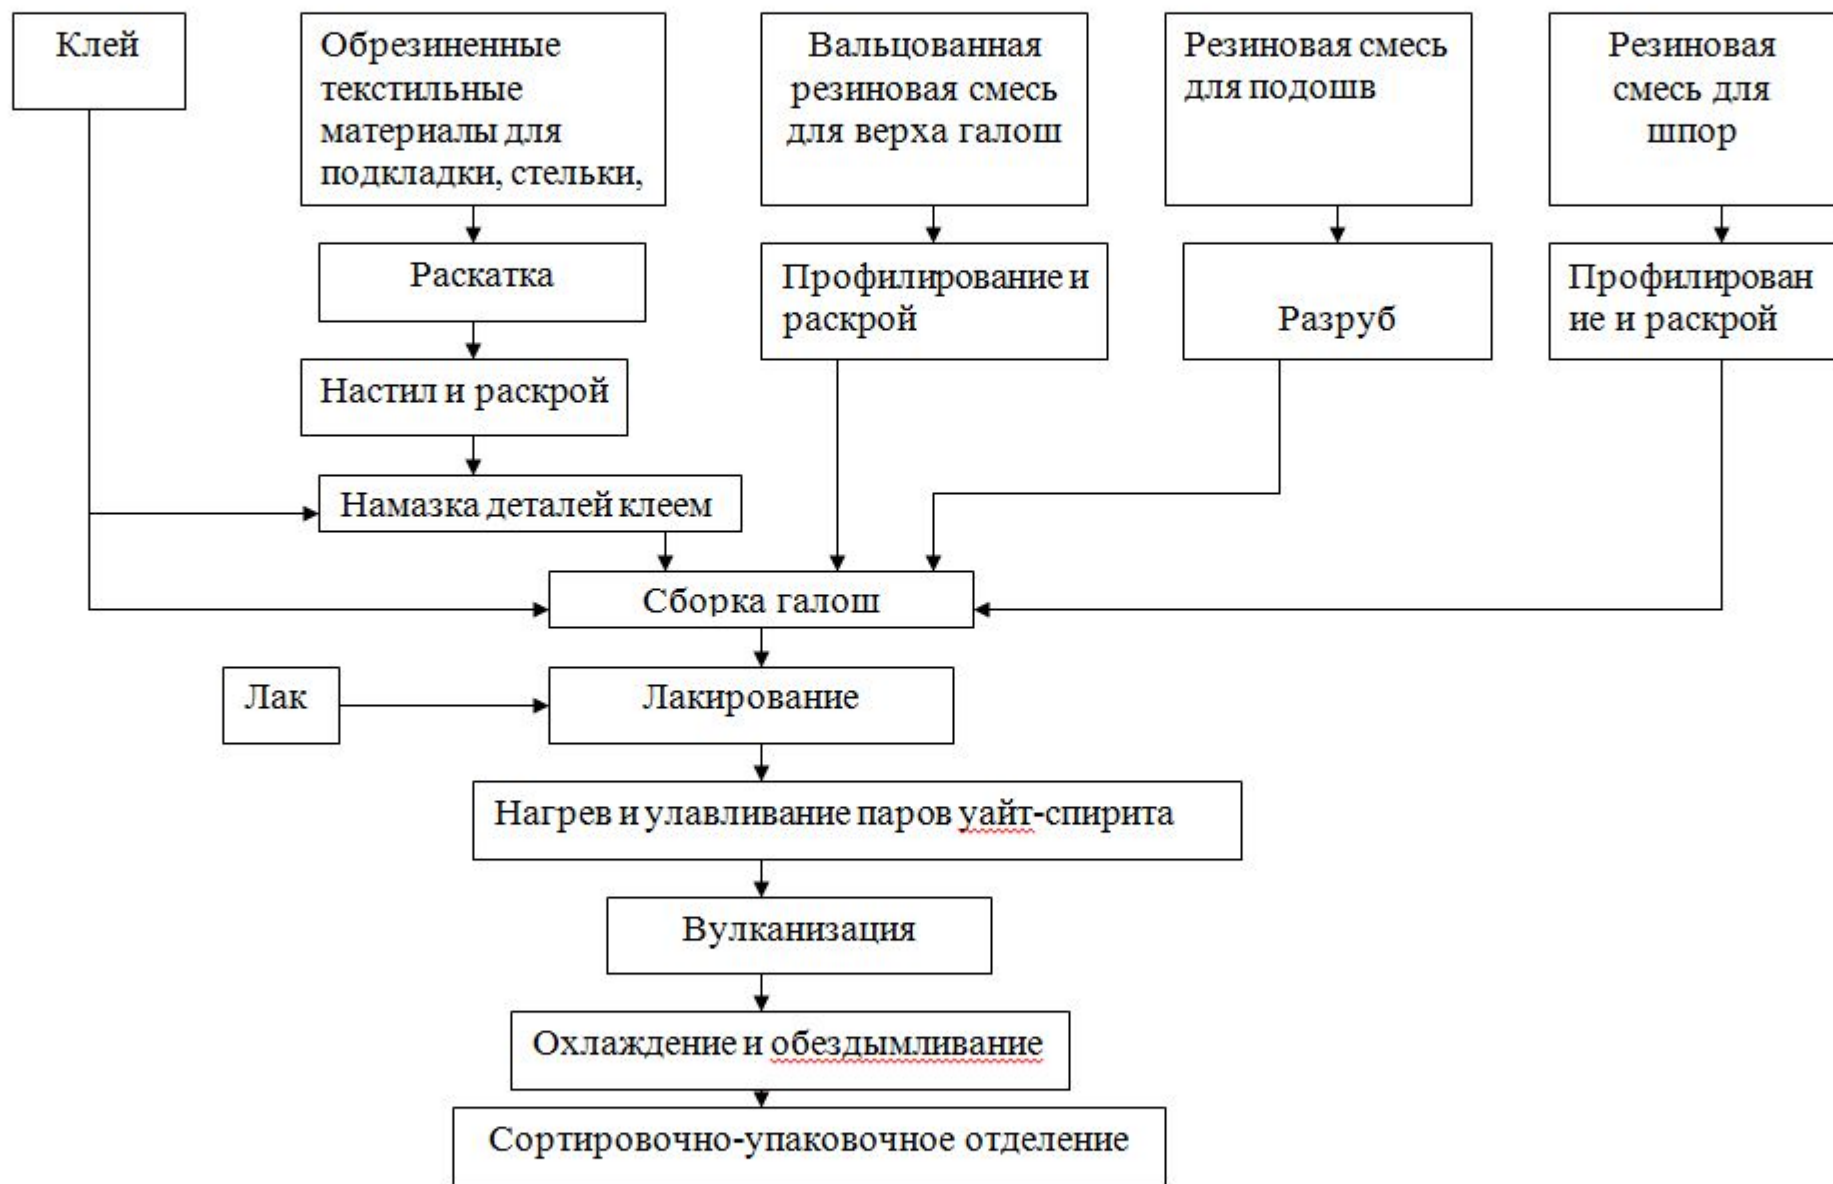 Клей
Обрезиненные
текстильные
материалы для
подкладки, стельки,
Вальцованная
резиновая смесь
для верха галош
Резиновая смесь
для подошв
Резиновая
смесь для
шпор
Раскатка
Профилирование и
раскрой
Разруб
Профилирован
ие и раскрой
Настил и раскрой
Намазка деталей клеем
Сборка галош
Лак
Лакирование
Нагрев и улавливание паров уайт-спирита
Вулканизация
Охлаждение и обездымливание
Сортировочно-упаковочное отделение